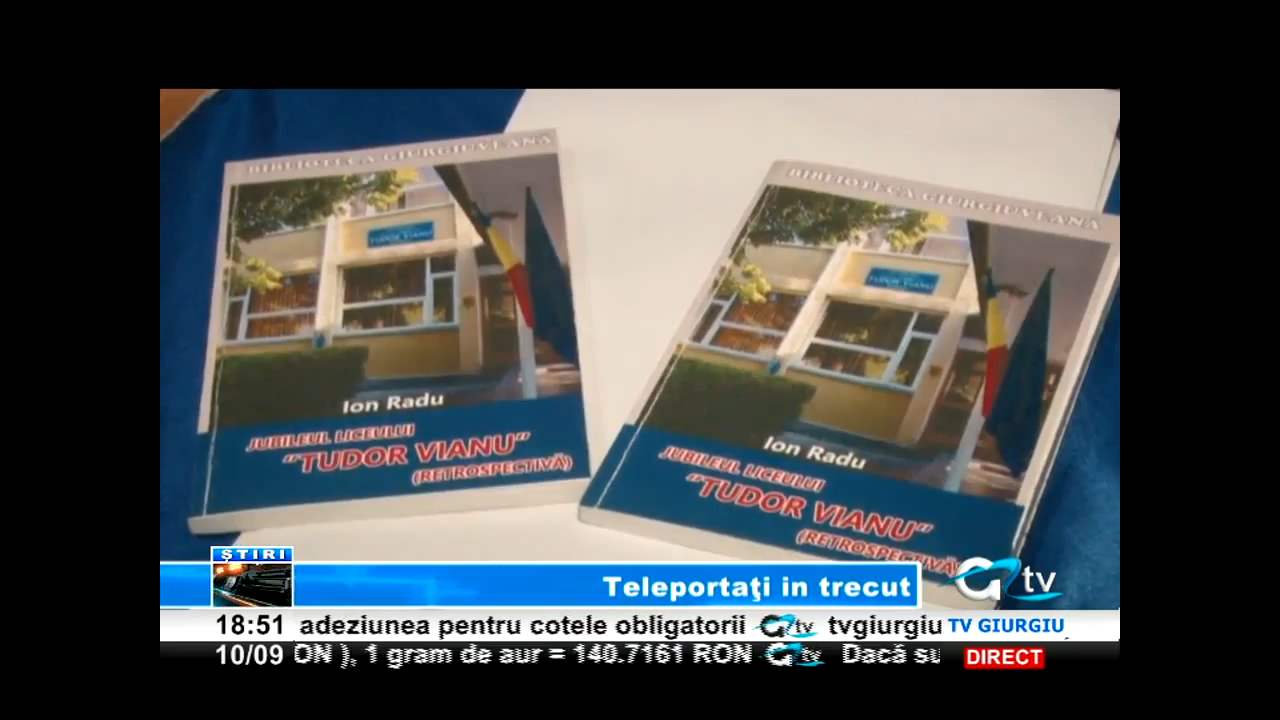 BIBLIOTECA GIURGIUVEANA
TUDOR VIANU
Ion Radu
JUBILEUL LICEULUI
"TUDOR VIANU"
(RETROSPECTIVĂ)
BIBLIOTECA GIURGIUVEANA
TUDOR VIANU
Ion Radu
JUBILEUL LICEULUI
"TUDOR VIANU"
(RETROSPECTIVĂ)
ŞTIRI
Teleportaţi in trecut
G tv
18:51 adeziunea pentru cotele obligatorii G tv tvgiurgiu TV GIURGIU
10/09 ON ), 1 gram de aur = 140.7161 RON G tv Dacă su DIRECT